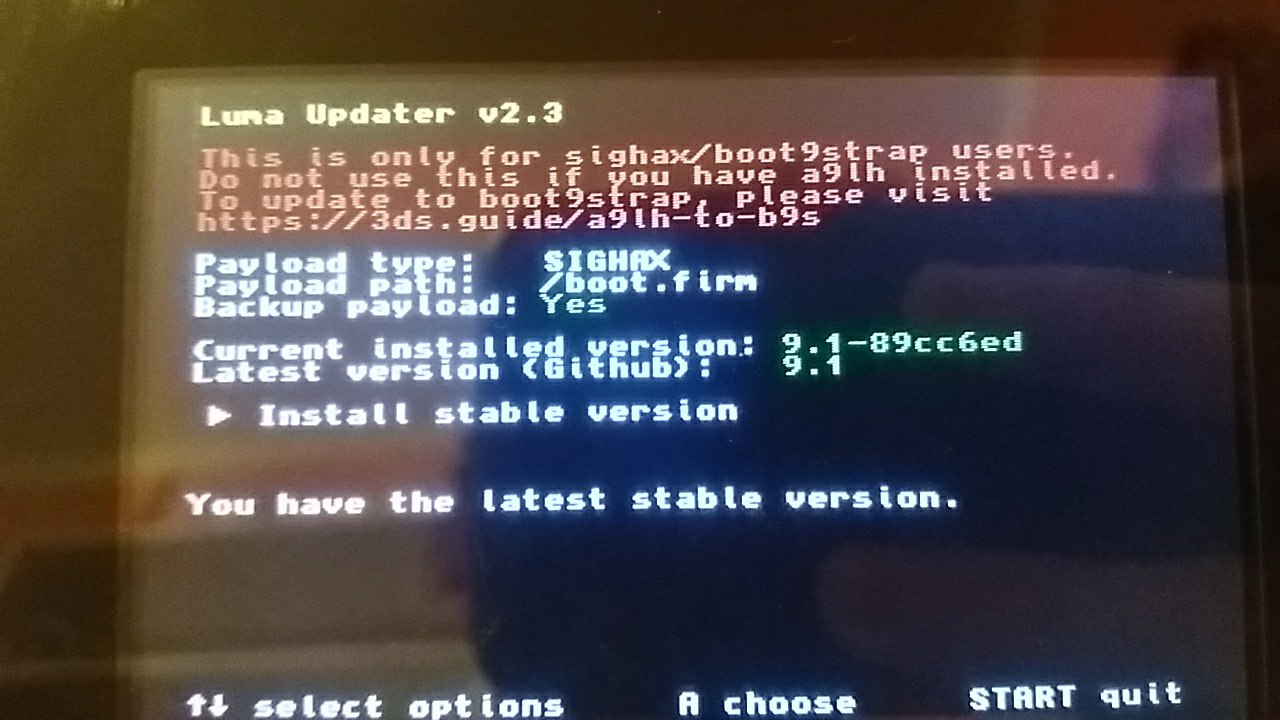 Luma Updater v2.3
This is only for sighax/boot9strap users.
Do not use this if you have a9lh installed.
To update to boot9strap, please visit
https://3ds.guide/a9lh-to-b9s
Payload type: SIGHAX
Payload path: /boot.firm
Backup payload: Yes
Current installed version: 9.1-89cc6ed
Latest version (Github): 9.1
► Install stable version
You have the latest stable version.
↑↓ select options A choose START quit